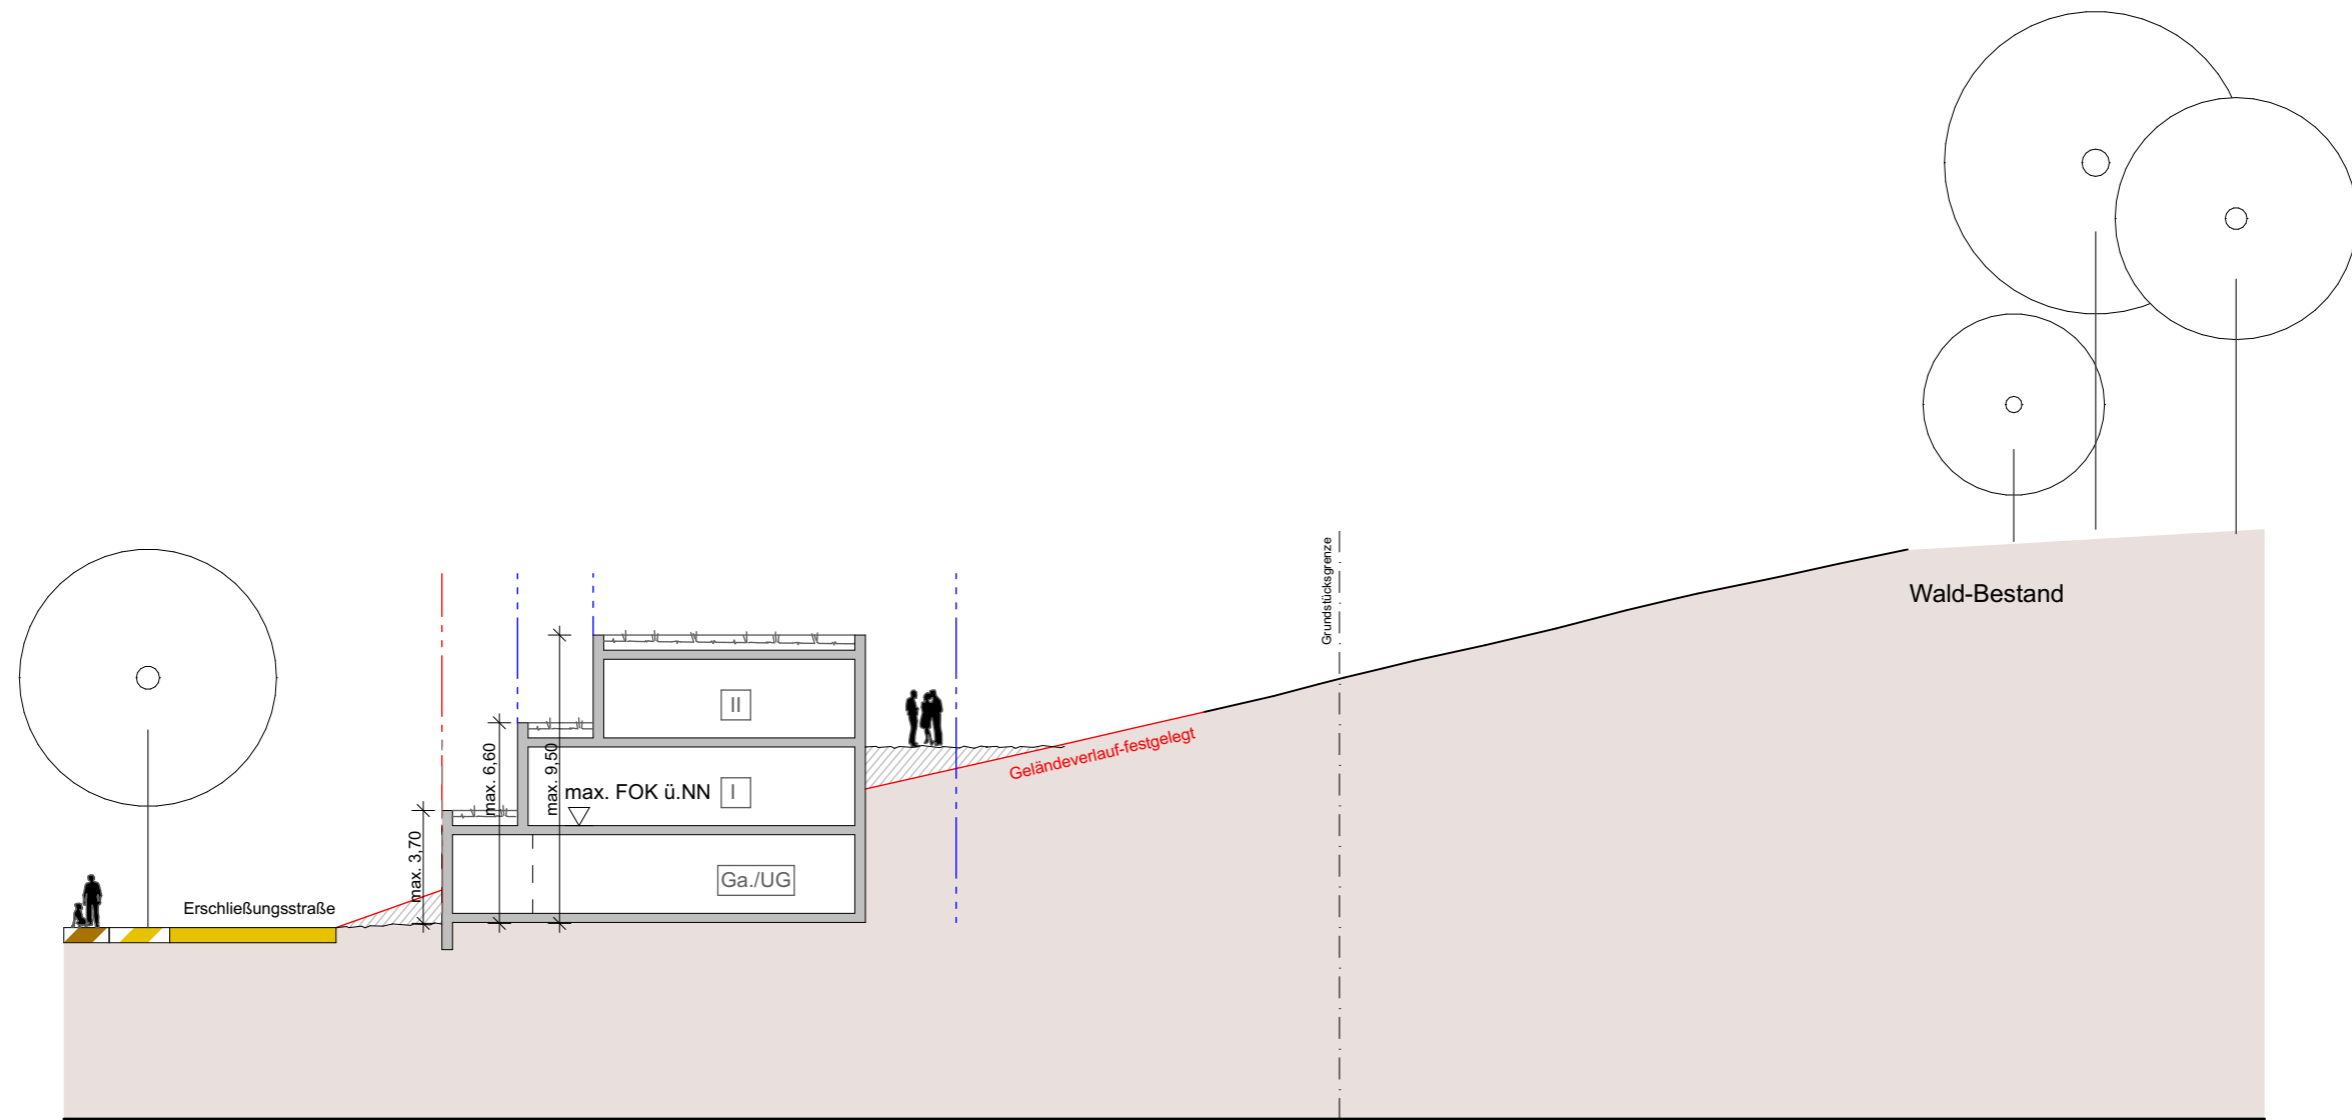 Grundstücksgrenze
Wald-Bestand
II
Geländeverlauf-festgelegt
max. 6,60
max. 9,50
max. FOK ü.NN
I
max. 3,70
Ga./UG
Erschließungsstraße